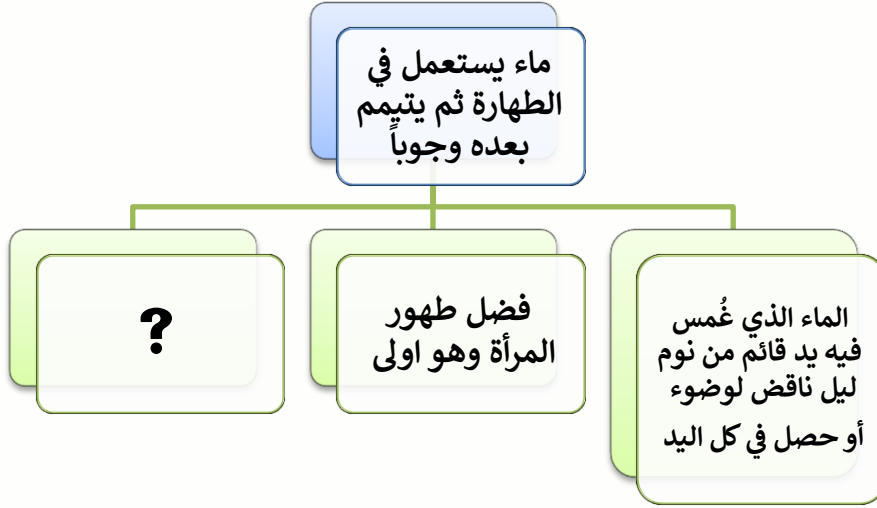 ماء يستعمل في
الطهارة ثم يتيمم
بعده وجوباً
الماء الذي غُمس
فيه يد قائم من نوم
ليل ناقض لوضوء
أو حصل في كل اليد
فضل طهور
المرأة وهو اولى
?